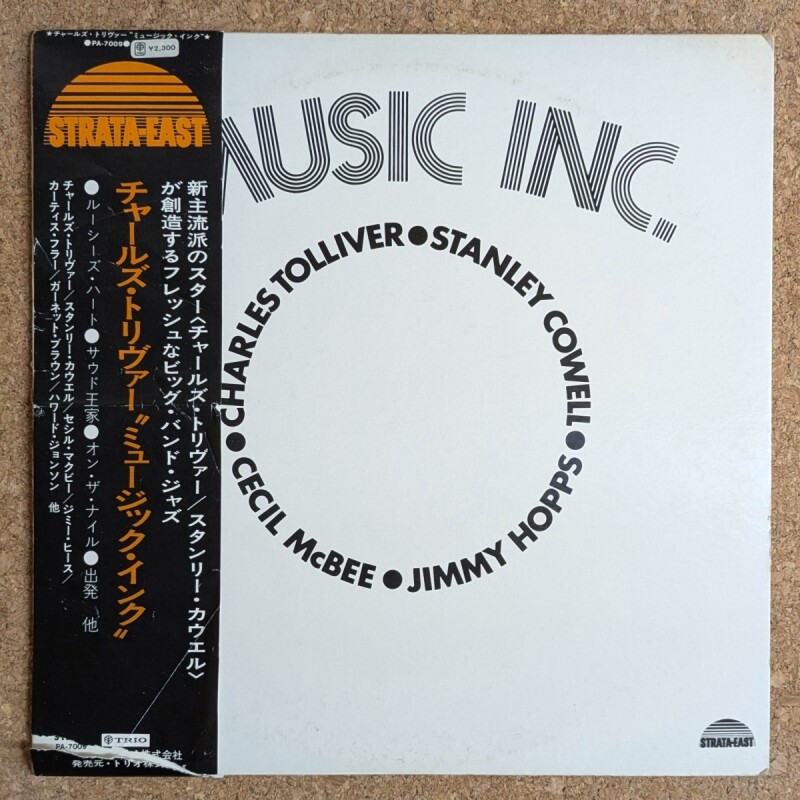 ★チャールズ・トリヴァー"ミュージック・インク"★
●PA-7009●
¥2,300
STRATA-EAST
新主流派のスター〈チャールズ・トリヴァー/スタンリー・カウエル〉
が創造するフレッシュなビッグ・バンド・ジャズ
チャールズ・トリヴァー"ミュージック・インク"
●ルーシーズ・ハート●サウド王家●オン・ザ・ナイル●出発 他
チャールズ・トリヴァー/スタンリー・カウエル/セシル・マクビー/ジミー・ヒース/
カーティス・フラー/ガーネット・ブラウン/ハワード・ジョンソン 他
PA-7009
TRIO
株式会社
発売元・トリオ株式
MUSIC INC.
●CHARLES TOLLIVER●STANLEY COWELL●JIMMY HOPPS●CECIL McBEE
STRATA-EAST